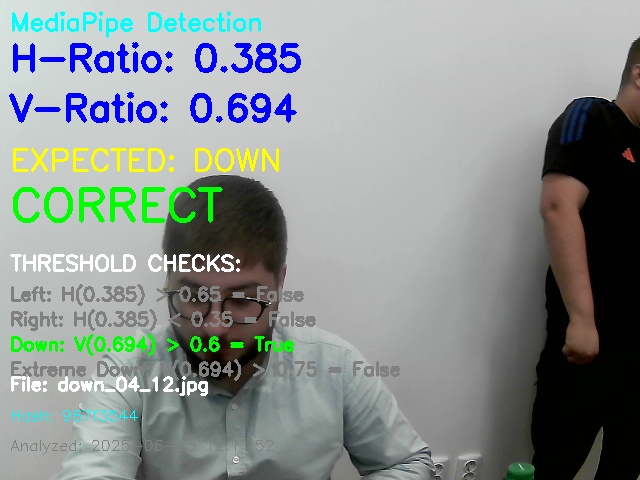 MediaPipe Detection
H-Ratio: 0.385
V-Ratio: 0.694
EXPECTED: DOWN
CORRECT
THRESHOLD CHECKS:
Left: H(0.385) > 0.65 = False
Right: H(0.385) < 0.35 = False
Down: V(0.694) > 0.6 = True
Extreme Down: V(0.694) > 0.75 = False
File: down_04_12.jpg
Analyzed: